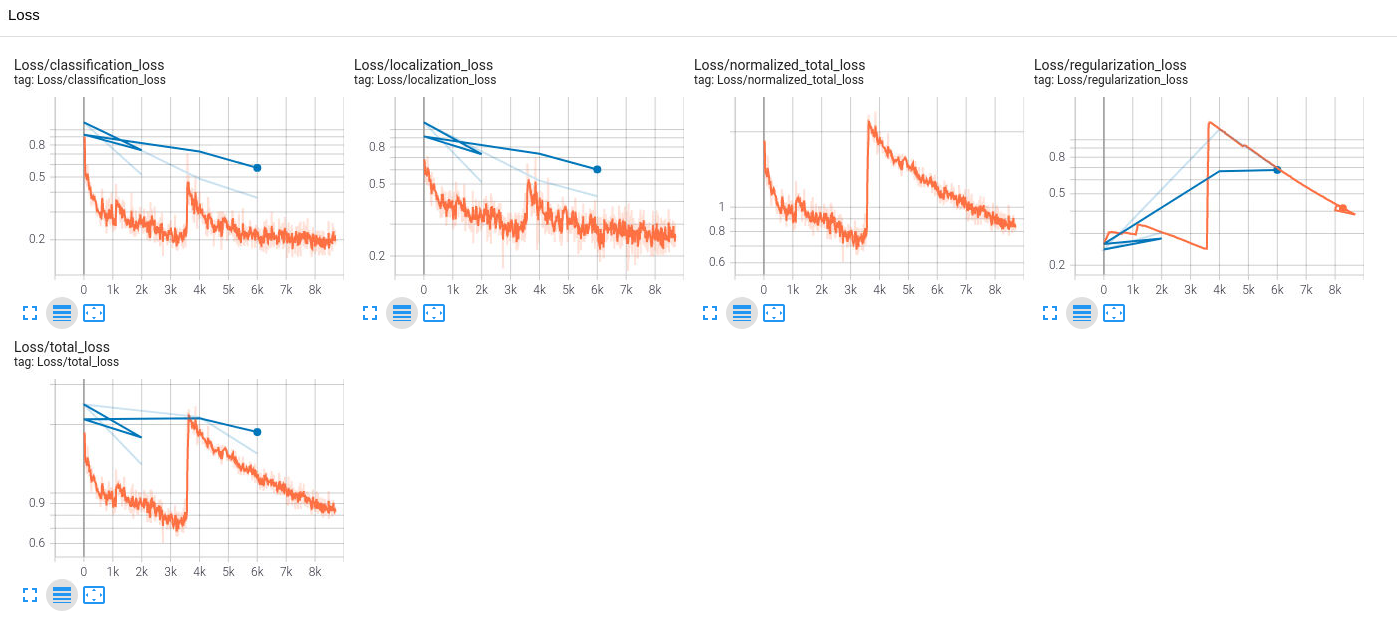 Loss
Loss/classification_loss
tag: Loss/classification_loss
0.8
0.5
0.2
0 1k 2k 3k 4k 5k 6k 7k 8k
Loss/localization_loss
tag: Loss/localization_loss
0.8
0.5
0.2
0 1k 2k 3k 4k 5k 6k 7k 8k
Loss/normalized_total_loss
tag: Loss/normalized_total_loss
1
0.8
0.6
0 1k 2k 3k 4k 5k 6k 7k 8k
Loss/regularization_loss
tag: Loss/regularization_loss
0.8
0.5
0.2
0 1k 2k 3k 4k 5k 6k 7k 8k
Loss/total_loss
tag: Loss/total_loss
0.9
0.6
0 1k 2k 3k 4k 5k 6k 7k 8k